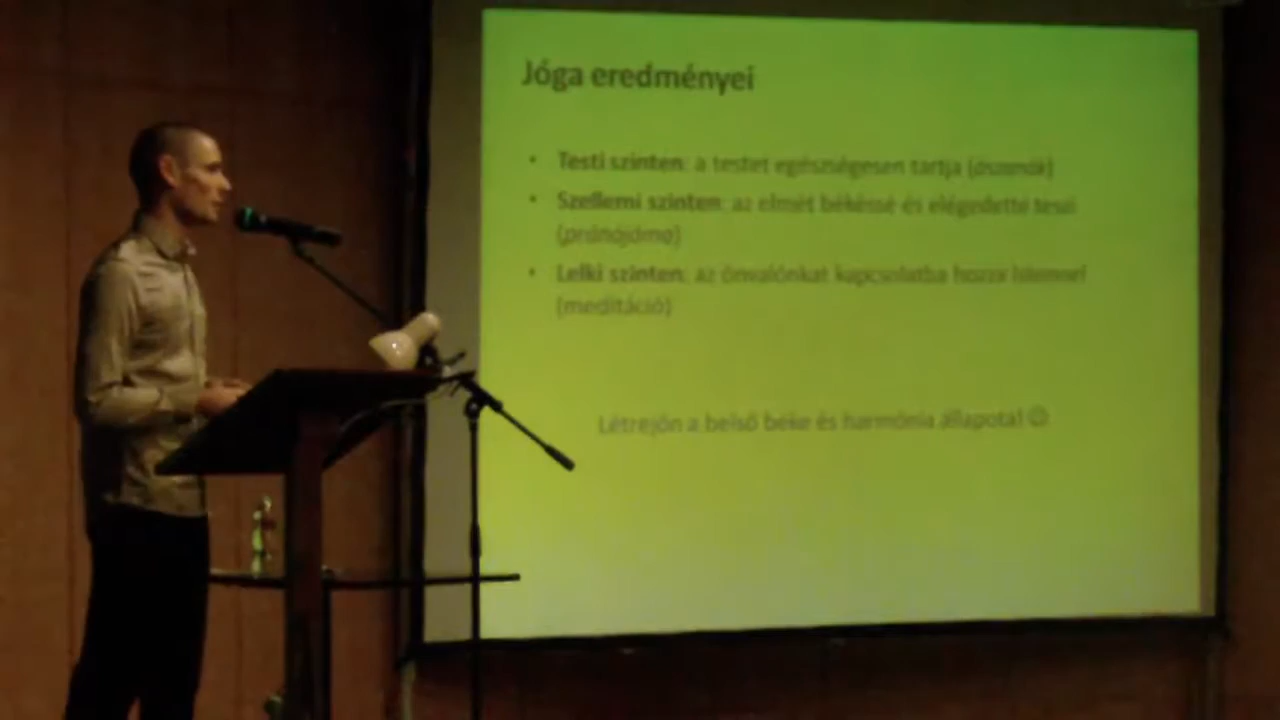 Jóga eredményei
• Testi szinten: a testet egészségesen tartja (ászanák)
• Szellemi szinten: az elmét békéssé és elégedetté teszi
(pránájáma)
• Lelki szinten: az önvalónkat kapcsolatba hozza Istennel
(meditáció)
Létrejön a belső béke és harmónia állapota! ☺